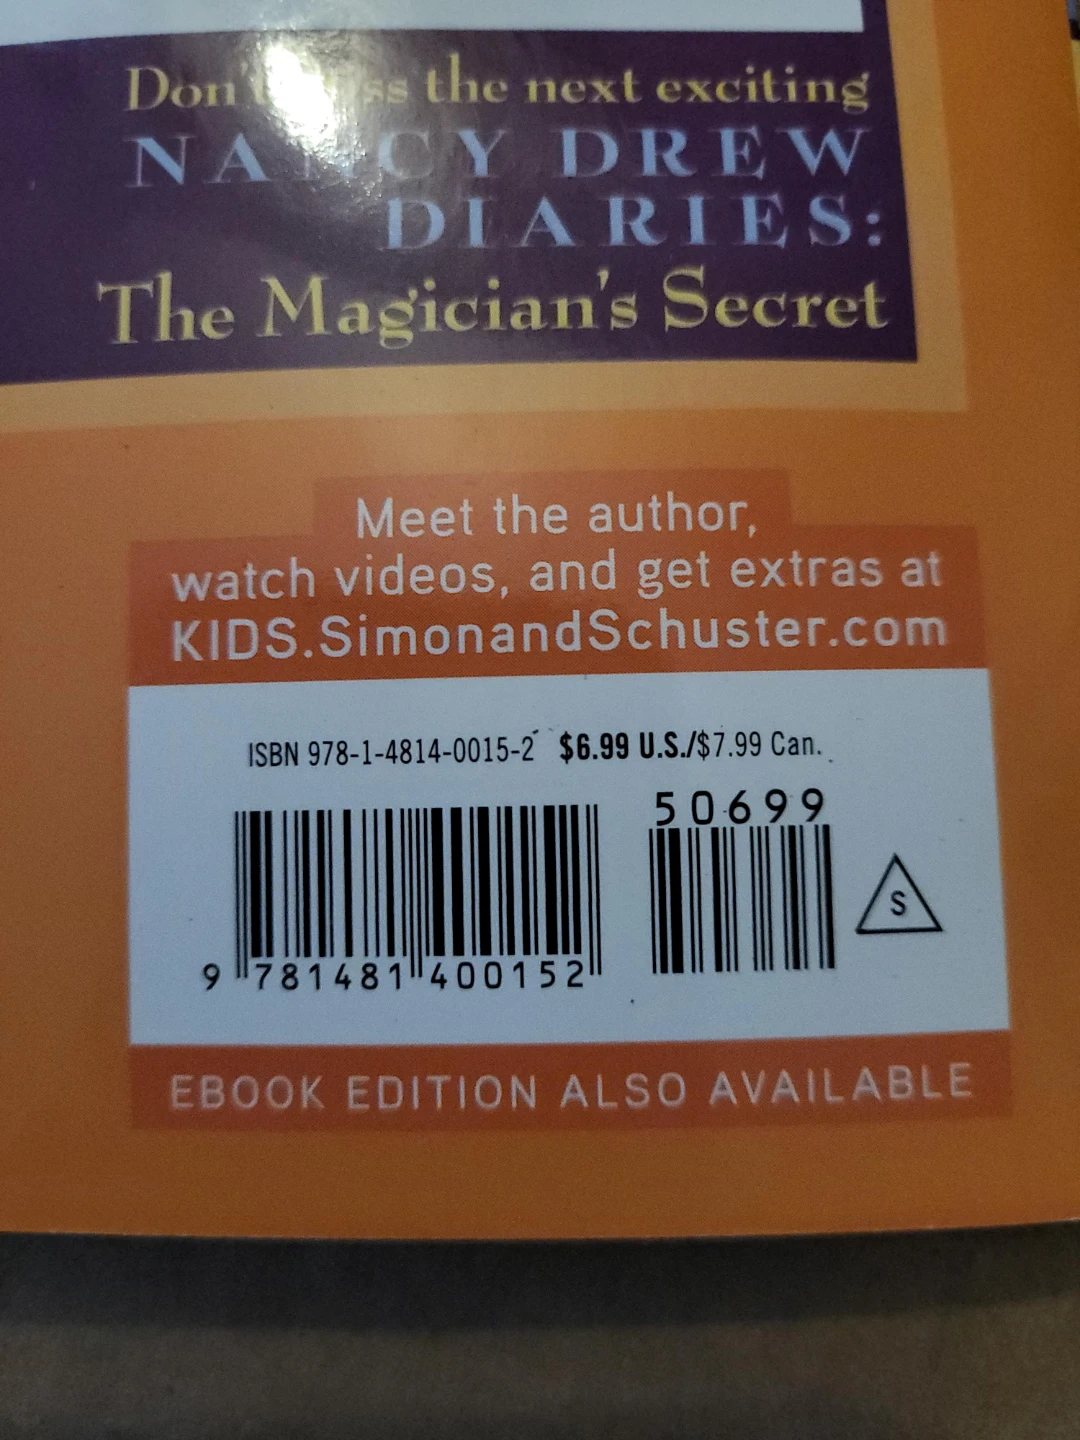 Don't the next exciting
NANCY DREW
DIARIES:
The Magician's Secret
Meet the author,
watch videos, and get extras at
KIDS.SimonandSchuster.com
ISBN 978-1-4814-0015-2 $6.99 U.S./$7.99 Can.
50699
S
9 781481 400152
EBOOK EDITION ALSO AVAILABLE